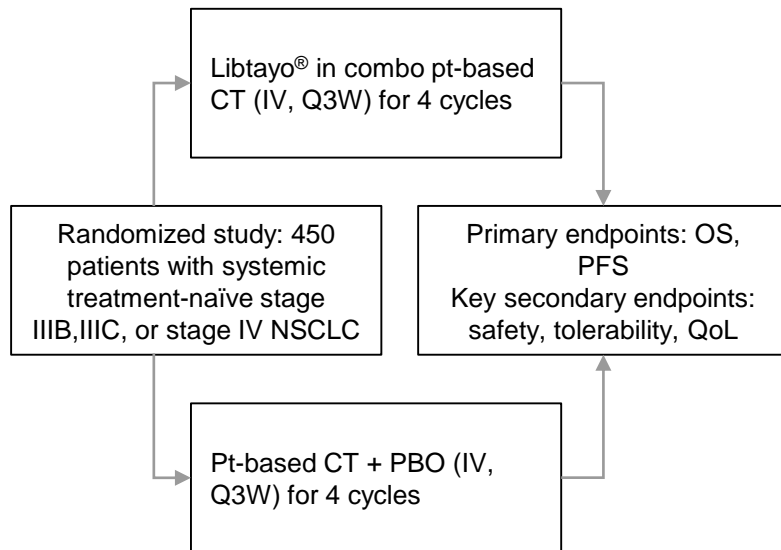 Libtayo® in combo pt-based
CT (IV, Q3W) for 4 cycles
Randomized study: 450
patients with systemic
treatment-naïve stage
IIIB,IIIC, or stage IV NSCLC
Primary endpoints: OS,
PFS
Key secondary endpoints:
safety, tolerability, QoL
Pt-based CT + PBO (IV,
Q3W) for 4 cycles